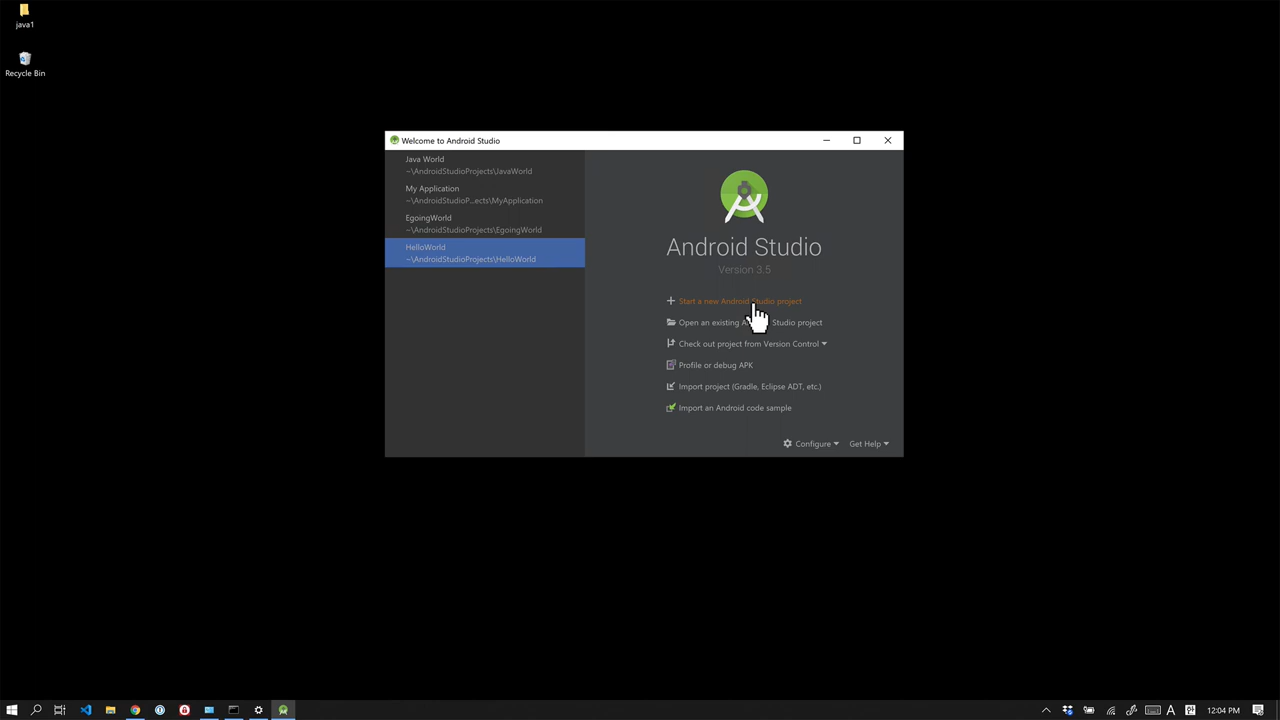 java1
Recycle Bin
Welcome to Android Studio
Java World
~\AndroidStudioProjects\JavaWorld
My Application
~\AndroidStudioP...ects\MyApplication
EgoingWorld
~\AndroidStudioProjects\EgoingWorld
HelloWorld
~\AndroidStudioProjects\HelloWorld
Android Studio
Version 3.5
Start a new Android Studio project
Open an existing A Studio project
Check out project from Version Control
Profile or debug APK
Import project (Gradle, Eclipse ADT, etc.)
Import an Android code sample
Configure
Get Help
A
12:04 PM